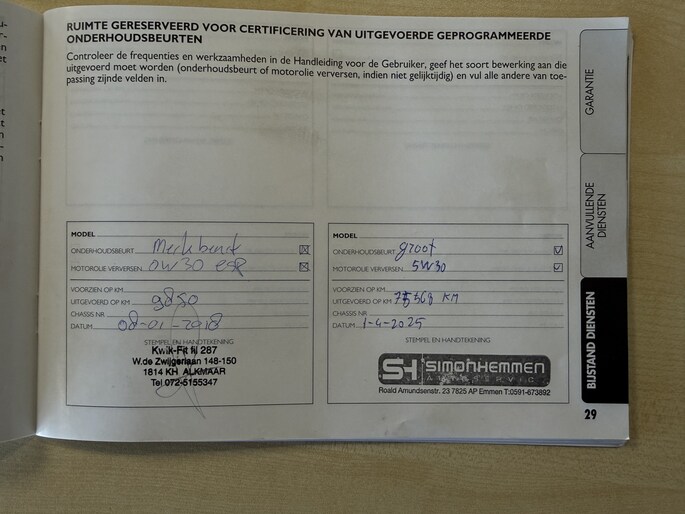 RUIMTE GERESERVEERD VOOR CERTIFICERING VAN UITGEVOERDE GEPROGRAMMEERDE
ONDERHOUDSBEURTEN
Controleer de frequenties en werkzaamheden in de Handleiding voor de Gebruiker, geef het soort bewerking aan die
uitgevoerd moet worden (onderhoudsbeurt of motorolie verversen, indien niet gelijktijdig) en vul alle andere van toe-
passing zijnde velden in.
MODEL
ONDERHOUDSBEURT
MOTOROLIE VERVERSEN 0W30
VOORZIEN OP KM
UITGEVOERD OP KM 9850
CHASSIS NR
DATUM 08-01-2018
STEMPEL EN HANDTEKENING
Kwik-Fit fil 287
W.de Zwijgerlaan 148-150
1814 KH ALKMAAR
Tel 072-5155347
MODEL
ONDERHOUDSBEURT groot
MOTOROLIE VERVERSEN 5W30
VOORZIEN OP KM
UITGEVOERD OP KM KM
CHASSIS NR
DATUM 1-4-2025
STEMPEL EN HANDTEKENING
SH SIMONHEMMEN
AUTOSERVICE
Roald Amundsenstr. 23 7825 AP Emmen T:0591-673892
GARANTIE
AANVULLENDE
DIENSTEN
BIJSTAND DIENSTEN
29